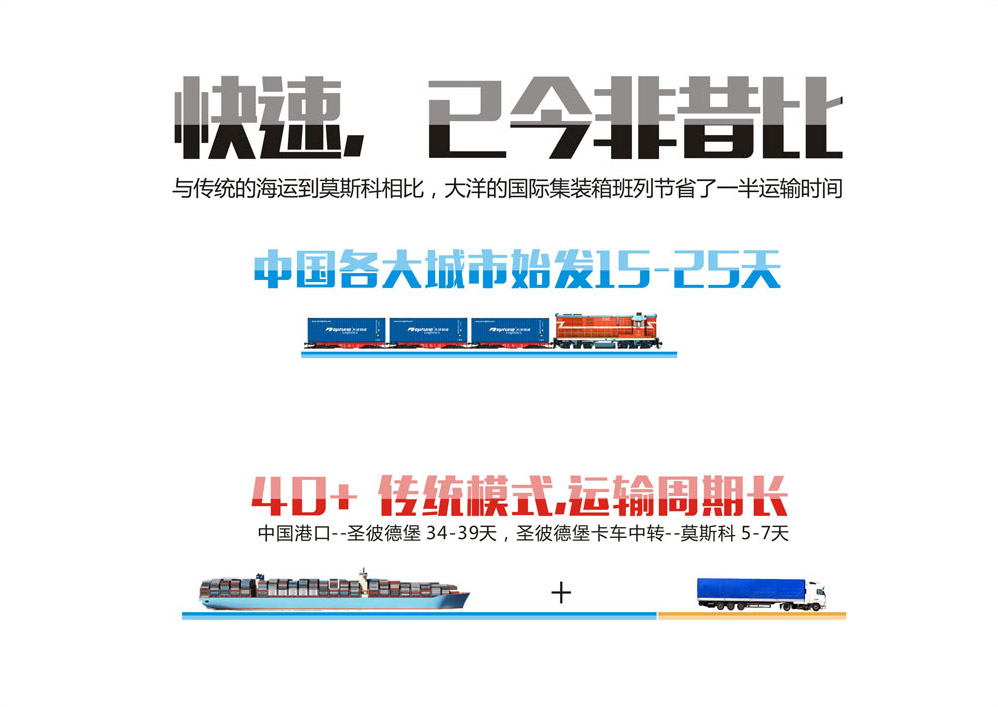 快速，已今非昔比
与传统的海运到莫斯科相比，大洋的国际集装箱班列节省了一半运输时间
中国各大城市始发15-25天
40+ 传统模式,运输周期长
中国港口--圣彼德堡 34-39天，圣彼德堡卡车中转--莫斯科 5-7天
+